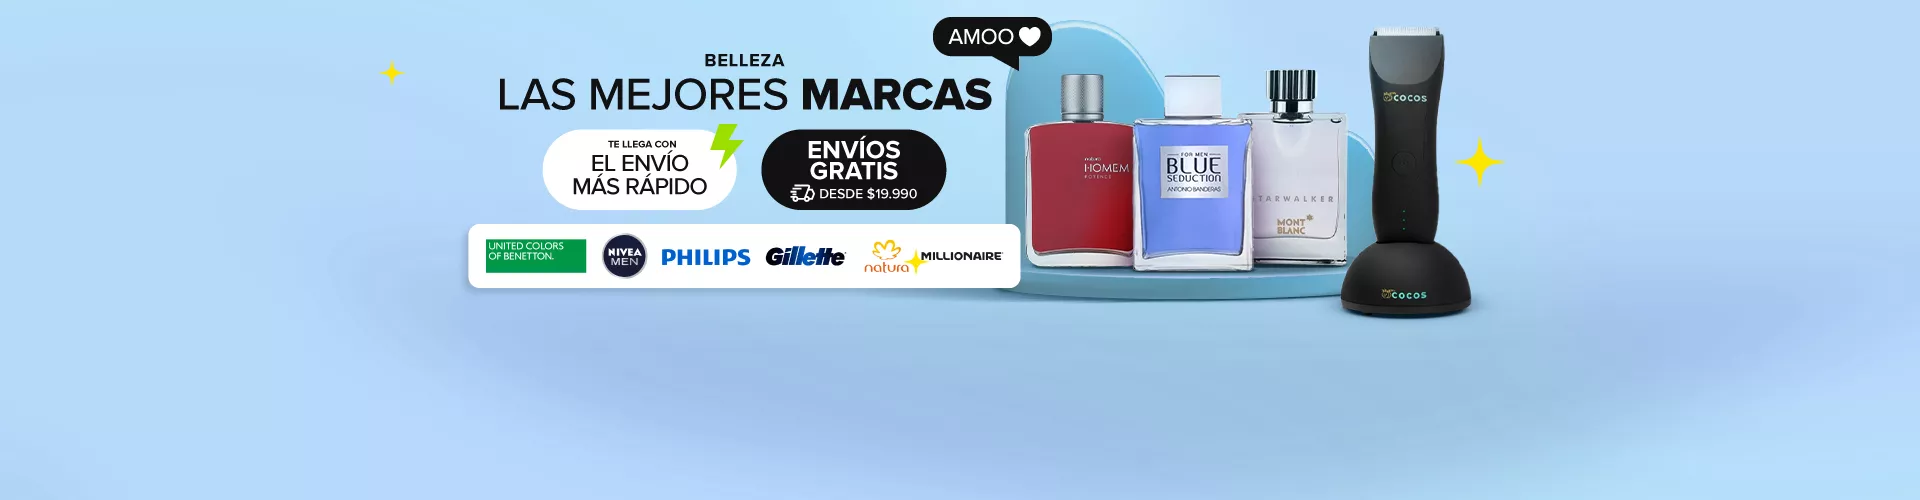 AMOO
BELLEZA
LAS MEJORES MARCAS
TE LLEGA CON
EL ENVÍO
MÁS RÁPIDO
ENVÍOS
GRATIS
DESDE $19.990
UNITED COLORS
OF BENETTON.
NIVEA
MEN
PHILIPS
Gillette
natura
MILLIONAIRE
natura
HOMEM
POTENCE
FOR MEN
BLUE
SEDUCTION
ANTONIO BANDERAS
STARWALKER
MONT
BLANC
COCOS
COCOS